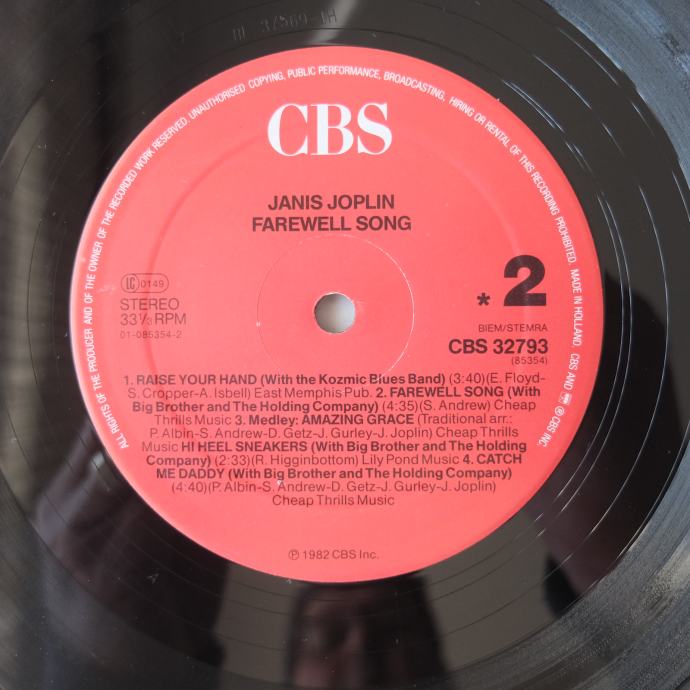 ALL RIGHTS OF THE PRODUCER AND OF THE OWNER OF THE RECORDED WORK RESERVED. UNAUTHORISED COPYING, PUBLIC PERFORMANCE, BROADCASTING, HIRING OR RENTAL OF THIS RECORDING PROHIBITED. MADE IN HOLLAND. CBS AND ℗ CBS INC.
CBS
JANIS JOPLIN
FAREWELL SONG
LC 0149
STEREO
33⅓ RPM
01-085354-2
* 2
BIEM/STEMRA
CBS 32793
(85354)
1. RAISE YOUR HAND (With the Kozmic Blues Band) (3:40)(E. Floyd-
S. Cropper-A. Isbell) East Memphis Pub. 2. FAREWELL SONG (With
Big Brother and The Holding Company) (4:35)(S. Andrew) Cheap
Thrills Music 3. Medley: AMAZING GRACE (Traditional arr.:
P. Albin-S. Andrew-D. Getz-J. Gurley-J. Joplin) Cheap Thrills
Music HI HEEL SNEAKERS (With Big Brother and The Holding
Company) (2:33)(R. Higginbottom) Lily Pond Music 4. CATCH
ME DADDY (With Big Brother and The Holding Company)
(4:40)(P. Albin-S. Andrew-D. Getz-J. Gurley-J. Joplin)
Cheap Thrills Music
℗ 1982 CBS Inc.